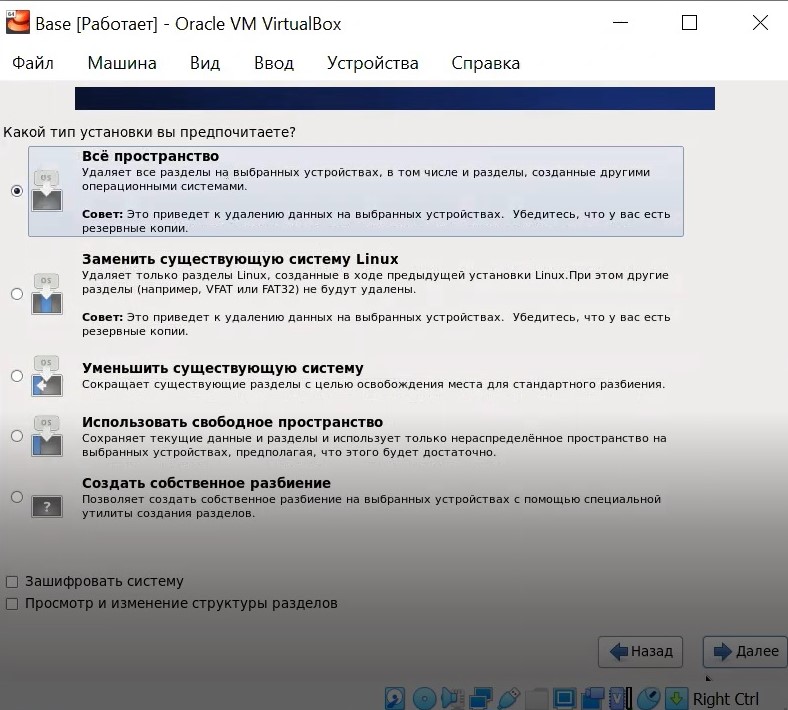 64
Base [Работает] - Oracle VM VirtualBox
Файл Машина Вид Ввод Устройства Справка
Какой тип установки вы предпочитаете?
Всё пространство
OS
Удаляет все разделы на выбранных устройствах, в том числе и разделы, созданные другими
операционными системами.
Совет: Это приведет к удалению данных на выбранных устройствах. Убедитесь, что у вас есть
резервные копии.
Заменить существующую систему Linux
OS
Удаляет только разделы Linux, созданные в ходе предыдущей установки Linux.При этом другие
разделы (например, VFAT или FAT32) не будут удалены.
Совет: Это приведет к удалению данных на выбранных устройствах. Убедитесь, что у вас есть
резервные копии.
OS
Уменьшить существующую систему
Сокращает существующие разделы с целью освобождения места для стандартного разбиения.
OS
Использовать свободное пространство
Сохраняет текущие данные и разделы и использует только нераспределённое пространство на
выбранных устройствах, предполагая, что этого будет достаточно.
Создать собственное разбиение
?
Позволяет создать собственное разбиение на выбранных устройствах с помощью специальной
утилиты создания разделов.
Зашифровать систему
Просмотр и изменение структуры разделов
Назад Далее
V
Right Ctrl